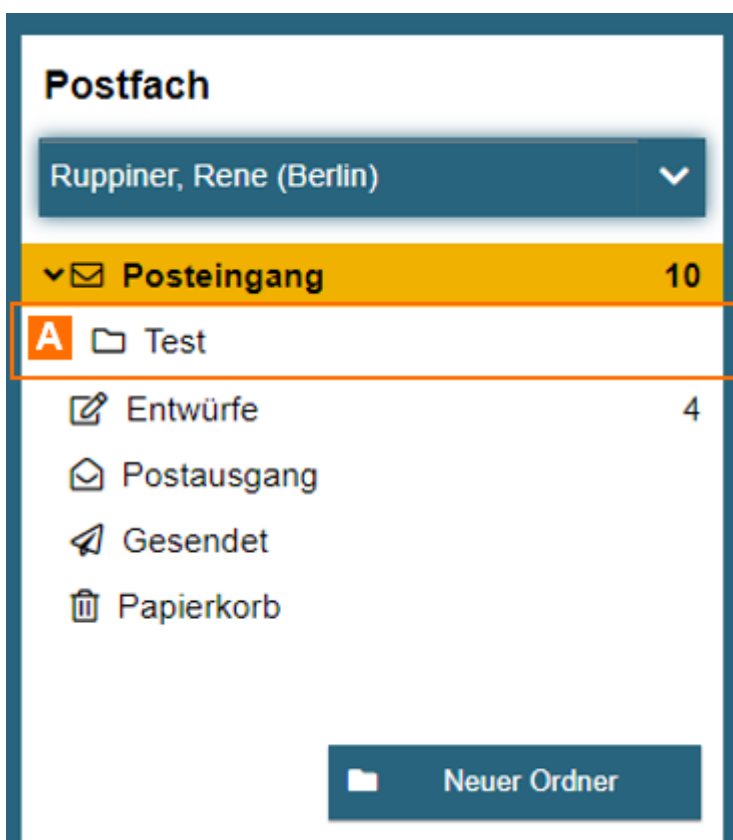 Postfach
Ruppiner, Rene (Berlin)
Posteingang 10
A Test
Entwürfe 4
Postausgang
Gesendet
Papierkorb
Neuer Ordner